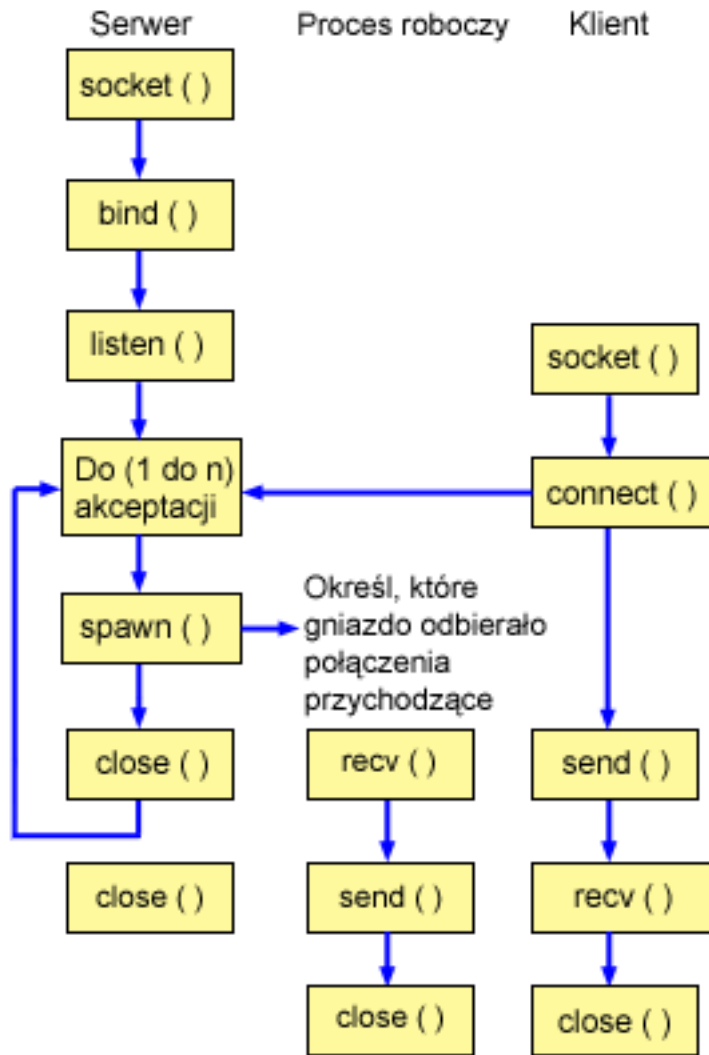 Serwer
Proces roboczy
Klient
socket ( )
bind ( )
listen ( )
Do (1 do n)
akceptacji
spawn ( )
close ( )
close ( )
Określ, które
gniazdo odbierało
połączenia
przychodzące
recv ( )
send ( )
close ( )
socket ( )
connect ( )
send ( )
recv ( )
close ( )